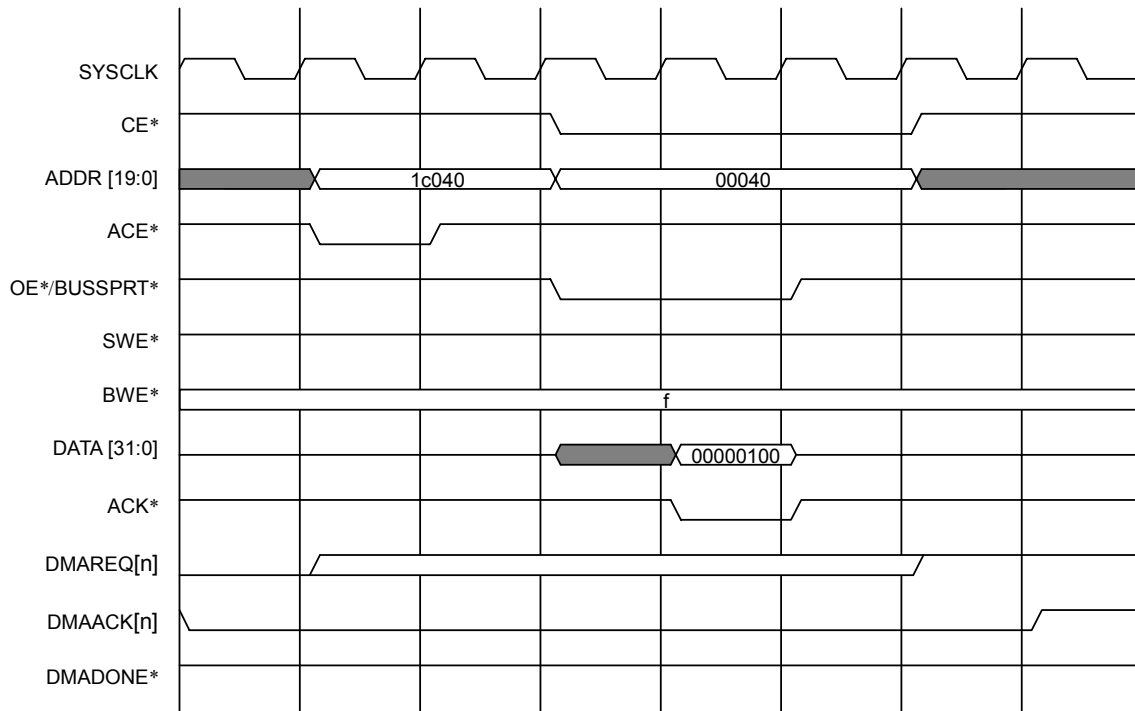 SYSCLK
CE*
ADDR [19:0]
1c040
00040
ACE*
OE*/BUSSPRT*
SWE*
BWE*
f
DATA [31:0]
00000100
ACK*
DMAREQ[n]
DMAACK[n]
DMADONE*